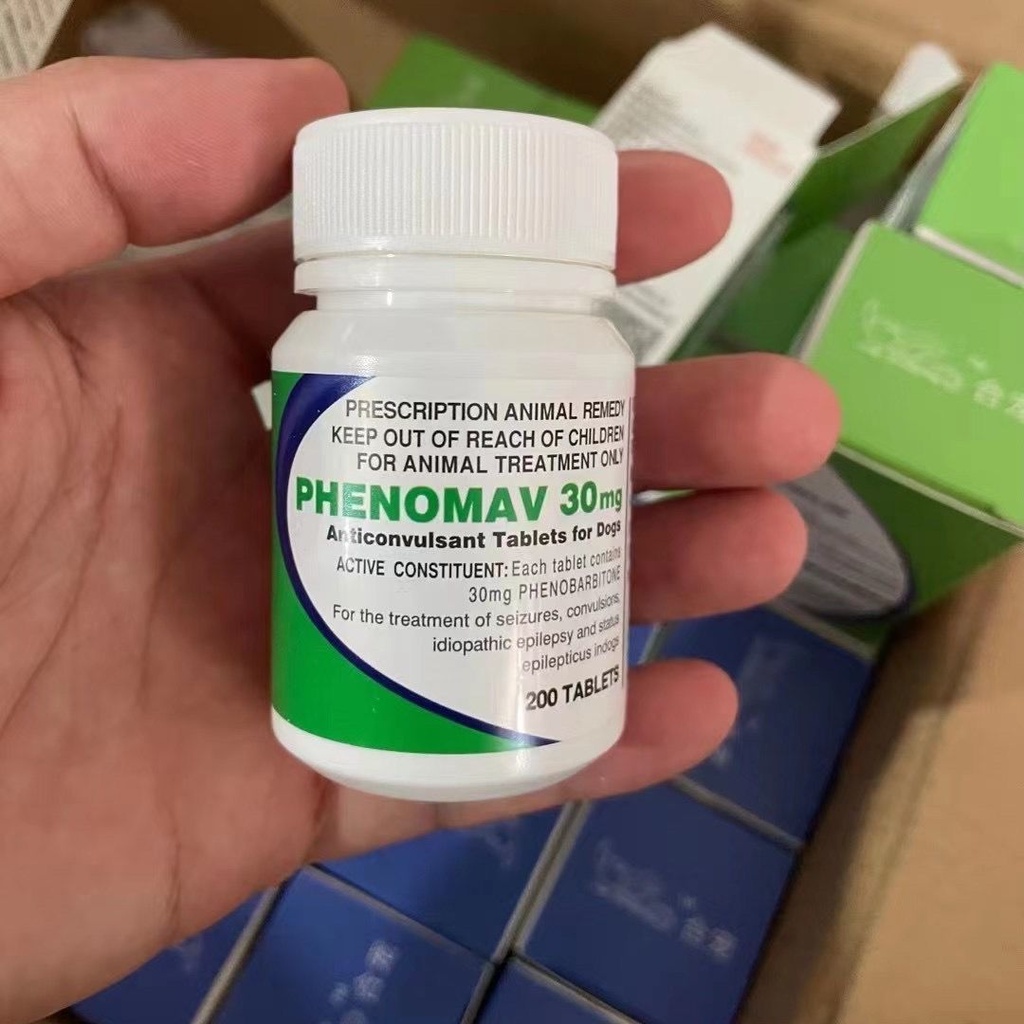 PRESCRIPTION ANIMAL REMEDY
KEEP OUT OF REACH OF CHILDREN
FOR ANIMAL TREATMENT ONLY
PHENOMAV 30mg
Anticonvulsant Tablets for Dogs
ACTIVE CONSTITUENT: Each tablet contains
30mg PHENOBARBITONE
For the treatment of seizures, convulsions,
idiopathic epilepsy and status
epilepticus indogs
200 TABLETS